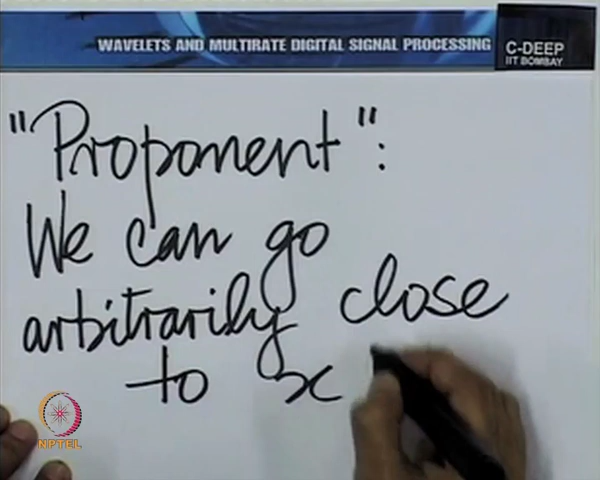 WAVELETS AND MULTIRATE DIGITAL SIGNAL PROCESSING
C-DEEP
IIT BOMBAY
"Proponent":
We can go
arbitrarily close
to x
NPTEL